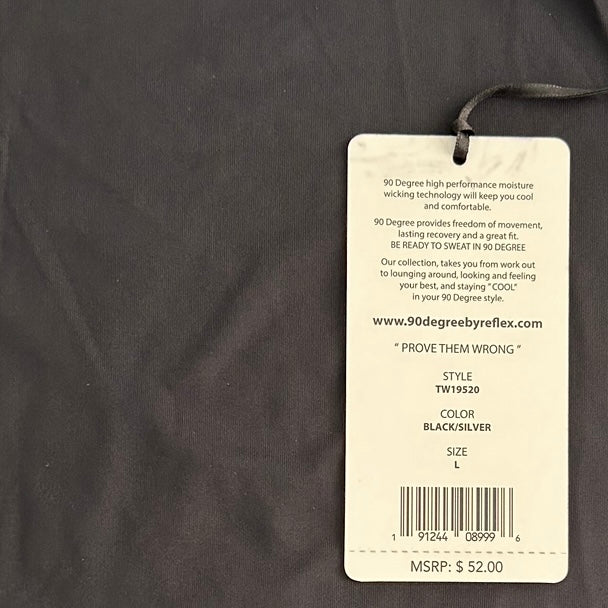 90 Degree high performance moisture
wicking technology will keep you cool
and comfortable.
90 Degree provides freedom of movement,
lasting recovery and a great fit.
BE READY TO SWEAT IN 90 DEGREE
Our collection, takes you from work out
to lounging around, looking and feeling
your best, and staying "COOL"
in your 90 Degree style.
www.90degreebyreflex.com
" PROVE THEM WRONG "
STYLE
TW19520
COLOR
BLACK/SILVER
SIZE
L
1 91244 08999 6
MSRP: $ 52.00